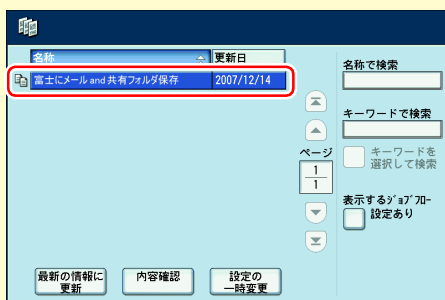 名称 更新日
富士にメール and 共有フォルダ保存 2007/12/14
名称で検索
キーワードで検索
ページ
1
1
キーワードを
選択して検索
表示するジョブフロー
設定あり
最新の情報に
更新
内容確認
設定の
一時変更